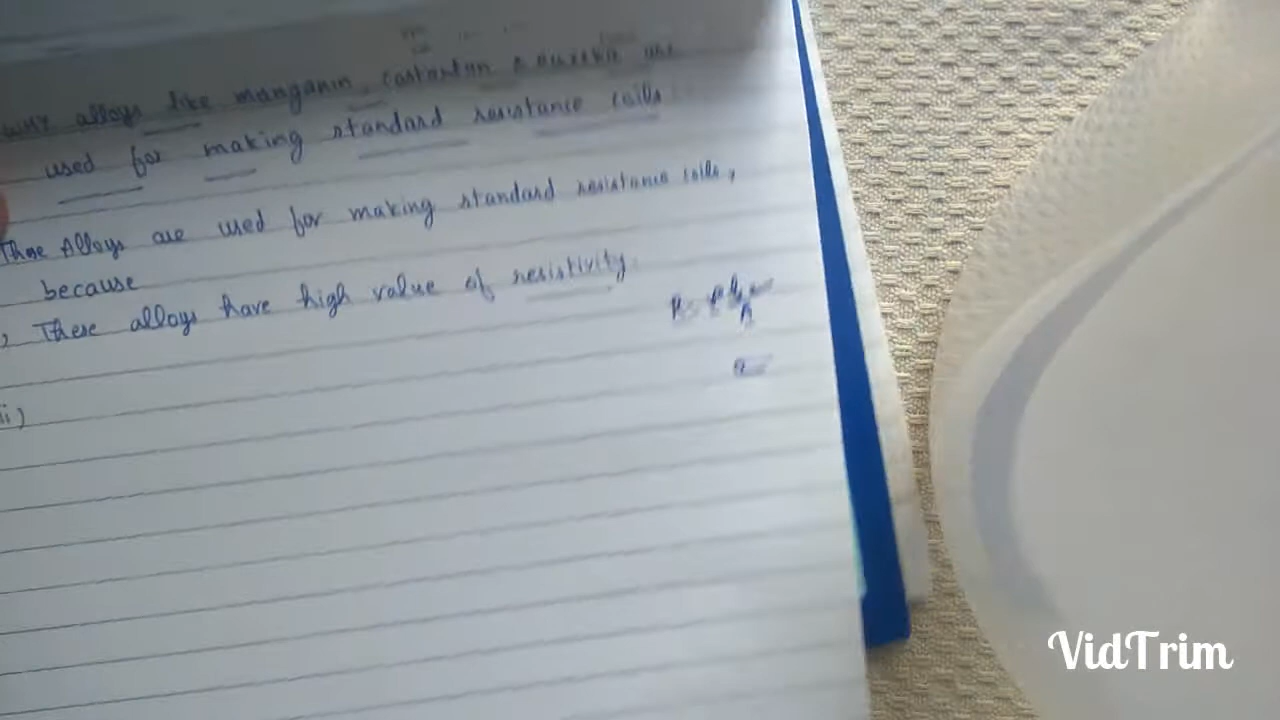 WHY alloys like manganin, constantan & are
used for making standard resistance coils
These Alloys are used for making standard resistance coils,
because
, These alloys have high value of resistivity.
R = ρ l/A
ii)
VidTrim